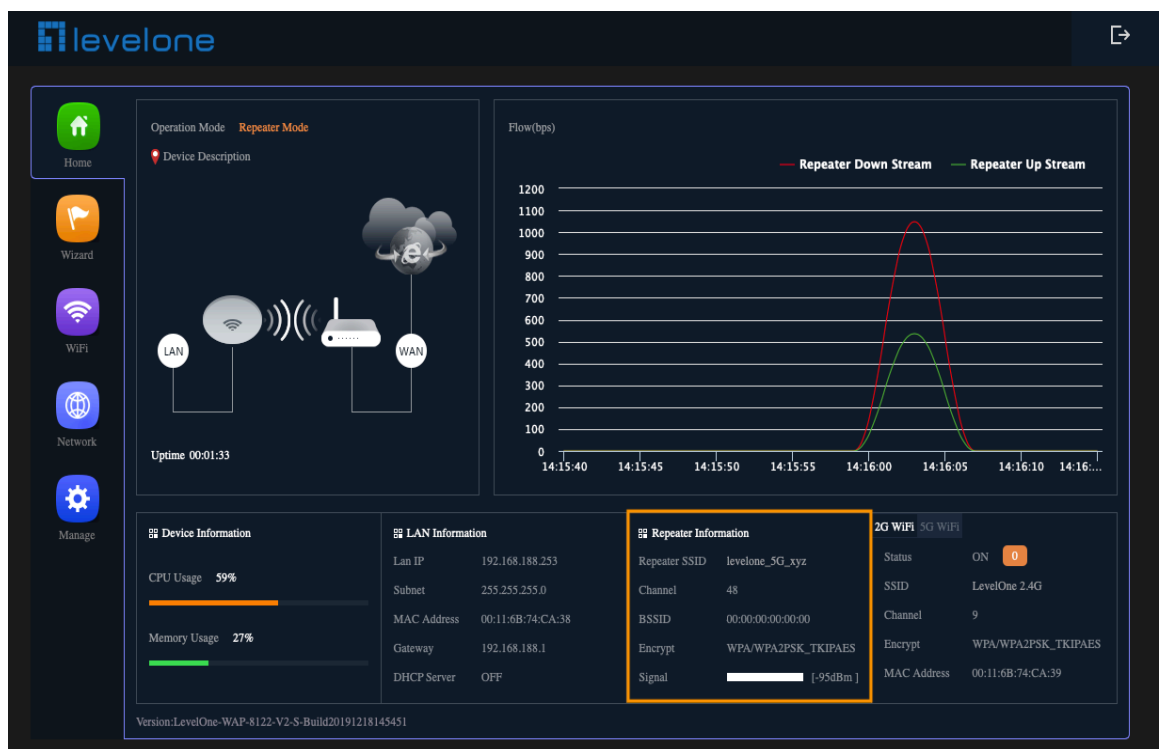 levelone
Home
Wizard
WiFi
Network
Manage
Operation Mode Repeater Mode
Device Description
LAN
WAN
Uptime 00:01:33
Flow(bps)
Repeater Down Stream Repeater Up Stream
1200
1100
1000
900
800
700
600
500
400
300
200
100
0
14:15:40 14:15:45 14:15:50 14:15:55 14:16:00 14:16:05 14:16:10 14:16:...
Device Information
CPU Usage 59%
Memory Usage 27%
LAN Information
Lan IP 192.168.188.253
Subnet 255.255.255.0
MAC Address 00:11:6B:74:CA:38
Gateway 192.168.188.1
DHCP Server OFF
Repeater Information
Repeater SSID levelone_5G_xyz
Channel 48
BSSID 00:00:00:00:00:00
Encrypt WPA/WPA2PSK_TKIPAES
Signal [-95dBm ]
2G WiFi 5G WiFi
Status ON 0
SSID LevelOne 2.4G
Channel 9
Encrypt WPA/WPA2PSK_TKIPAES
MAC Address 00:11:6B:74:CA:39
Version:LevelOne-WAP-8122-V2-S-Build20191218145451